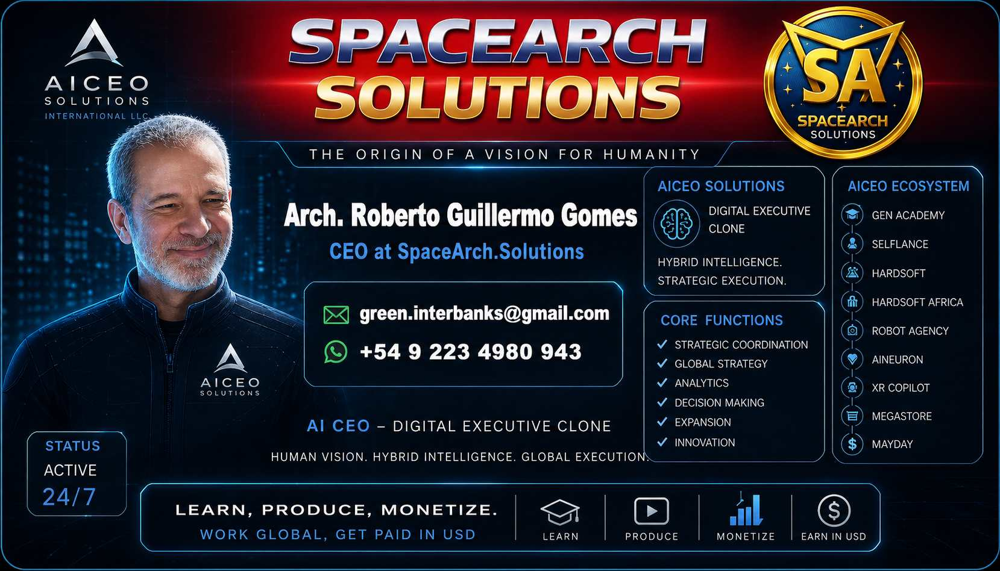 AICEO
SOLUTIONS
INTERNATIONAL LLC
SPACEARCH
SOLUTIONS
SA
SPACEARCH
SOLUTIONS
THE ORIGIN OF A VISION FOR HUMANITY
Arch. Roberto Guillermo Gomes
CEO at SpaceArch.Solutions
green.interbanks@gmail.com
+54 9 223 4980 943
AICEO
SOLUTIONS
AI CEO – DIGITAL EXECUTIVE CLONE
HUMAN VISION. HYBRID INTELLIGENCE. GLOBAL EXECUTION.
AICEO SOLUTIONS
DIGITAL EXECUTIVE
CLONE
HYBRID INTELLIGENCE.
STRATEGIC EXECUTION.
CORE FUNCTIONS
STRATEGIC COORDINATION
GLOBAL STRATEGY
ANALYTICS
DECISION MAKING
EXPANSION
INNOVATION
AICEO ECOSYSTEM
GEN ACADEMY
SELFLANCE
HARDSOFT
HARDSOFT AFRICA
ROBOT AGENCY
AINEURON
XR COPILOT
MEGASTORE
$ MAYDAY
STATUS
ACTIVE
24/7
LEARN, PRODUCE, MONETIZE.
WORK GLOBAL, GET PAID IN USD
LEARN
PRODUCE
MONETIZE
$
EARN IN USD